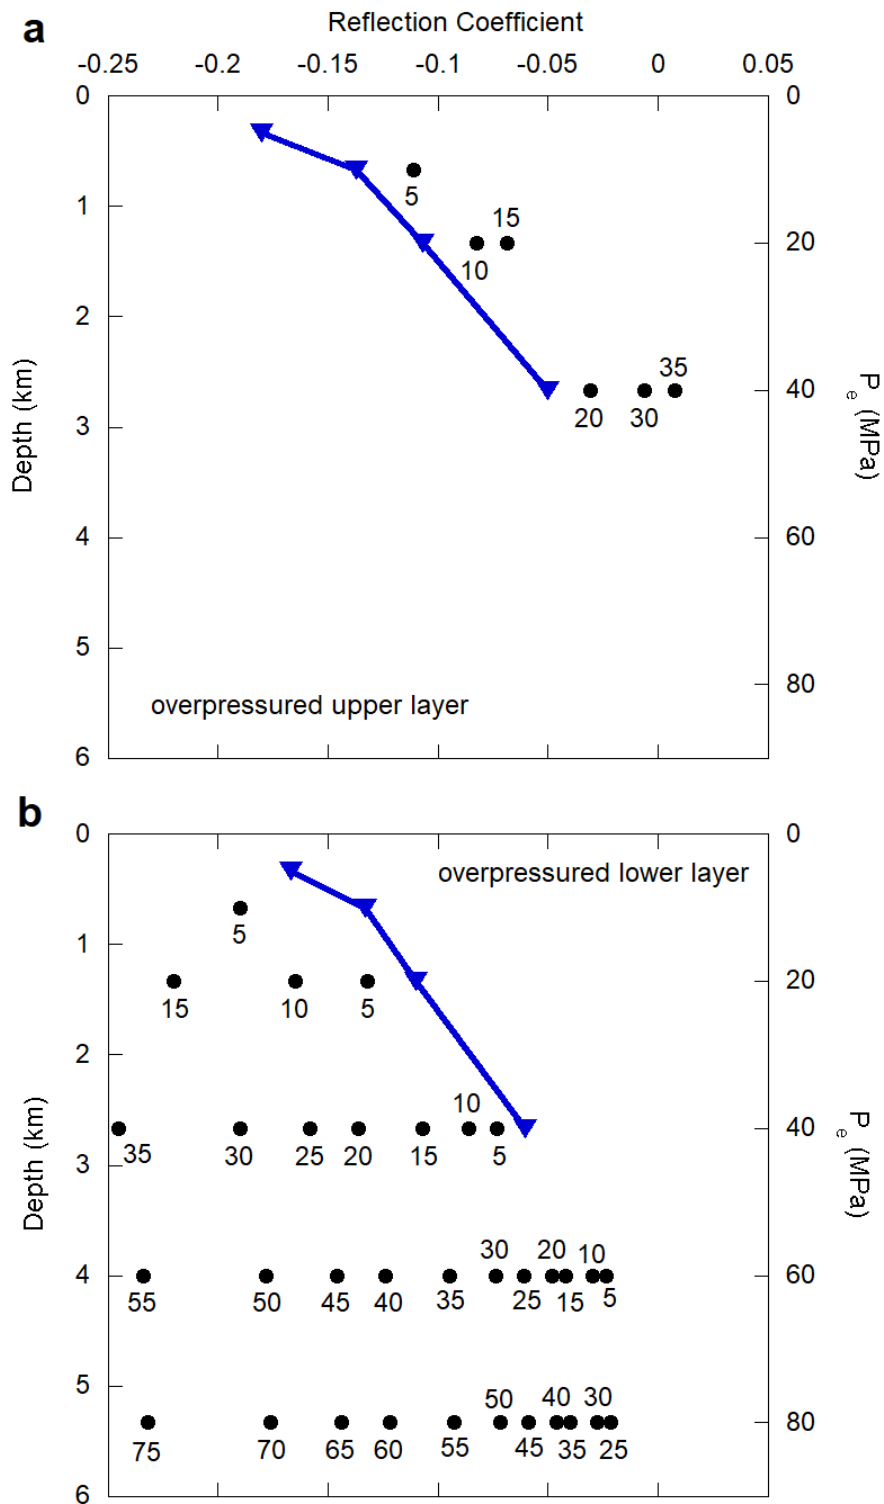 a
Reflection Coefficient
-0.25 -0.2 -0.15 -0.1 -0.05 0 0.05
0 0
5
1
15
10 20
2
35
40
20 30
3
Depth (km)
P e (MPa)
4 60
5
80
overpressured upper layer
6
b
0 0
overpressured lower layer
5
1
20
15 10 5
2
10
40
35 30 25 20 15 5
3
Depth (km)
P e (MPa)
30 20 10
4 60
55 50 45 40 35 25 15 5
5
50 40 30
80
75 70 65 60 55 45 35 25
6